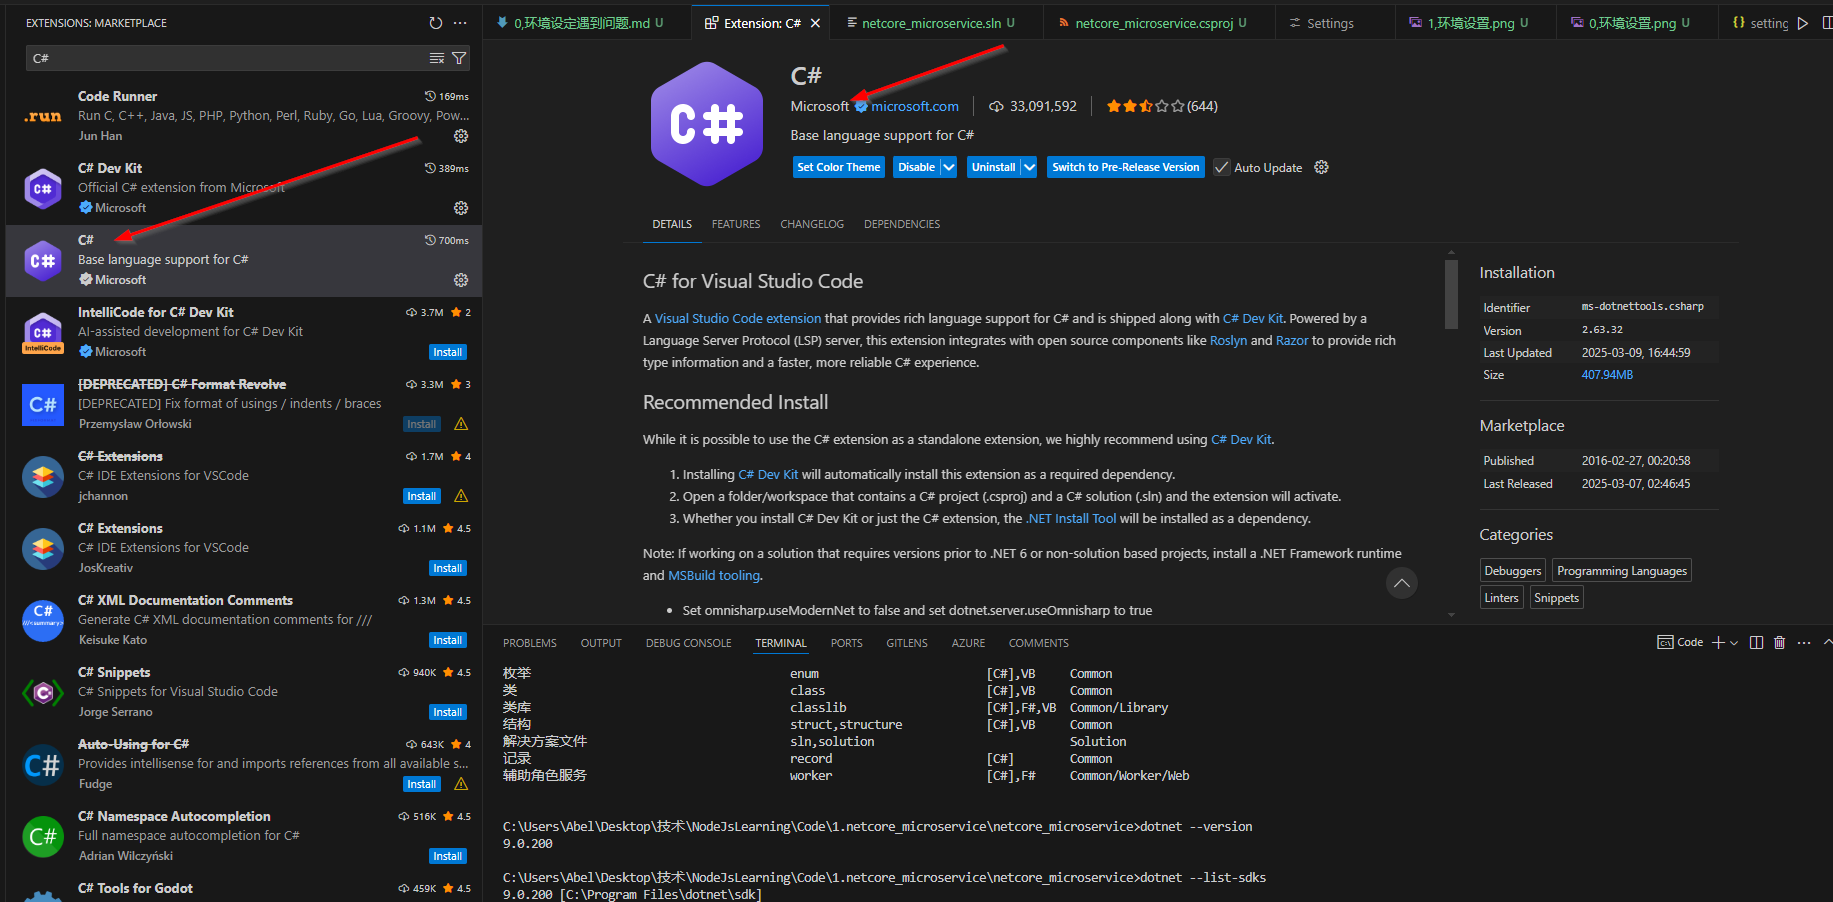 EXTENSIONS: MARKETPLACE
C#
.run
Code Runner
169ms
Run C, C++, Java, JS, PHP, Python, Perl, Ruby, Go, Lua, Groovy, Pow...
Jun Han
C#
C# Dev Kit
389ms
Official C# extension from Microsoft
Microsoft
C#
C#
700ms
Base language support for C#
Microsoft
C#
IntelliCode
IntelliCode for C# Dev Kit
3.7M 2
AI-assisted development for C# Dev Kit
Microsoft
Install
C#
[DEPRECATED] C# Format Revolve
3.3M 3
[DEPRECATED] Fix format of usings / indents / braces
Przemysław Orłowski
Install
C# Extensions
1.7M 4
C# IDE Extensions for VSCode
jchannon
Install
C# Extensions
1.1M 4.5
C# IDE Extensions for VSCode
JosKreativ
Install
C#
///<summary>
C# XML Documentation Comments
1.3M 4.5
Generate C# XML documentation comments for ///
Keisuke Kato
Install
C# Snippets
940K 4.5
C# Snippets for Visual Studio Code
Jorge Serrano
Install
C#
Auto-Using for C#
643K 4
Provides intellisense for and imports references from all available s...
Fudge
Install
C#
C# Namespace Autocompletion
516K 4.5
Full namespace autocompletion for C#
Adrian Wilczyński
Install
C# Tools for Godot
459K 4.5
0,环境设定遇到问题.md U
Extension: C#
netcore_microservice.sln U
netcore_microservice.csproj U
Settings
1,环境设置.png U
0,环境设置.png U
{} setting
C#
C#
Microsoft microsoft.com 33,091,592 (644)
Base language support for C#
Set Color Theme Disable Uninstall Switch to Pre-Release Version Auto Update
DETAILS FEATURES CHANGELOG DEPENDENCIES
C# for Visual Studio Code
A Visual Studio Code extension that provides rich language support for C# and is shipped along with C# Dev Kit. Powered by a
Language Server Protocol (LSP) server, this extension integrates with open source components like Roslyn and Razor to provide rich
type information and a faster, more reliable C# experience.
Recommended Install
While it is possible to use the C# extension as a standalone extension, we highly recommend using C# Dev Kit.
1. Installing C# Dev Kit will automatically install this extension as a required dependency.
2. Open a folder/workspace that contains a C# project (.csproj) and a C# solution (.sln) and the extension will activate.
3. Whether you install C# Dev Kit or just the C# extension, the .NET Install Tool will be installed as a dependency.
Note: If working on a solution that requires versions prior to .NET 6 or non-solution based projects, install a .NET Framework runtime
and MSBuild tooling.
• Set omnisharp.useModernNet to false and set dotnet.server.useOmnisharp to true
Installation
Identifier ms-dotnettools.csharp
Version 2.63.32
Last Updated 2025-03-09, 16:44:59
Size 407.94MB
Marketplace
Published 2016-02-27, 00:20:58
Last Released 2025-03-07, 02:46:45
Categories
Debuggers Programming Languages
Linters Snippets
PROBLEMS OUTPUT DEBUG CONSOLE TERMINAL PORTS GITLENS AZURE COMMENTS
Code
枚举 enum [C#],VB Common
类 class [C#],VB Common
类库 classlib [C#],F#,VB Common/Library
结构 struct,structure [C#],VB Common
解决方案文件 sln,solution Solution
记录 record [C#] Common
辅助角色服务 worker [C#],F# Common/Worker/Web
C:\Users\Abel\Desktop\技术\NodeJsLearning\Code\1.netcore_microservice\netcore_microservice>dotnet --version
9.0.200
C:\Users\Abel\Desktop\技术\NodeJsLearning\Code\1.netcore_microservice\netcore_microservice>dotnet --list-sdks
9.0.200 [C:\Program Files\dotnet\sdk]